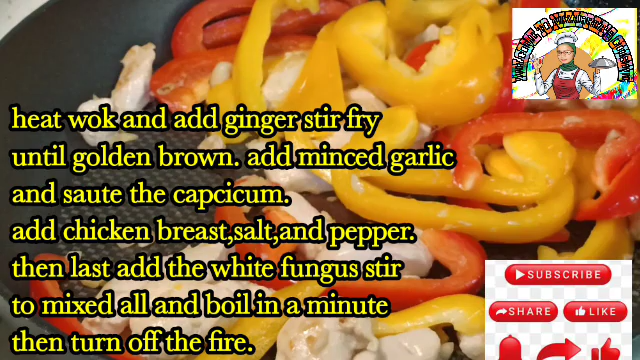 heat wok and add ginger stir fry
until golden brown. add minced garlic
and saute the capcicum.
add chicken breast,salt,and pepper.
then last add the white fungus stir
to mixed all and boil in a minute
then turn off the fire.
WELCOME TO
SUBSCRIBE
SHARE
LIKE